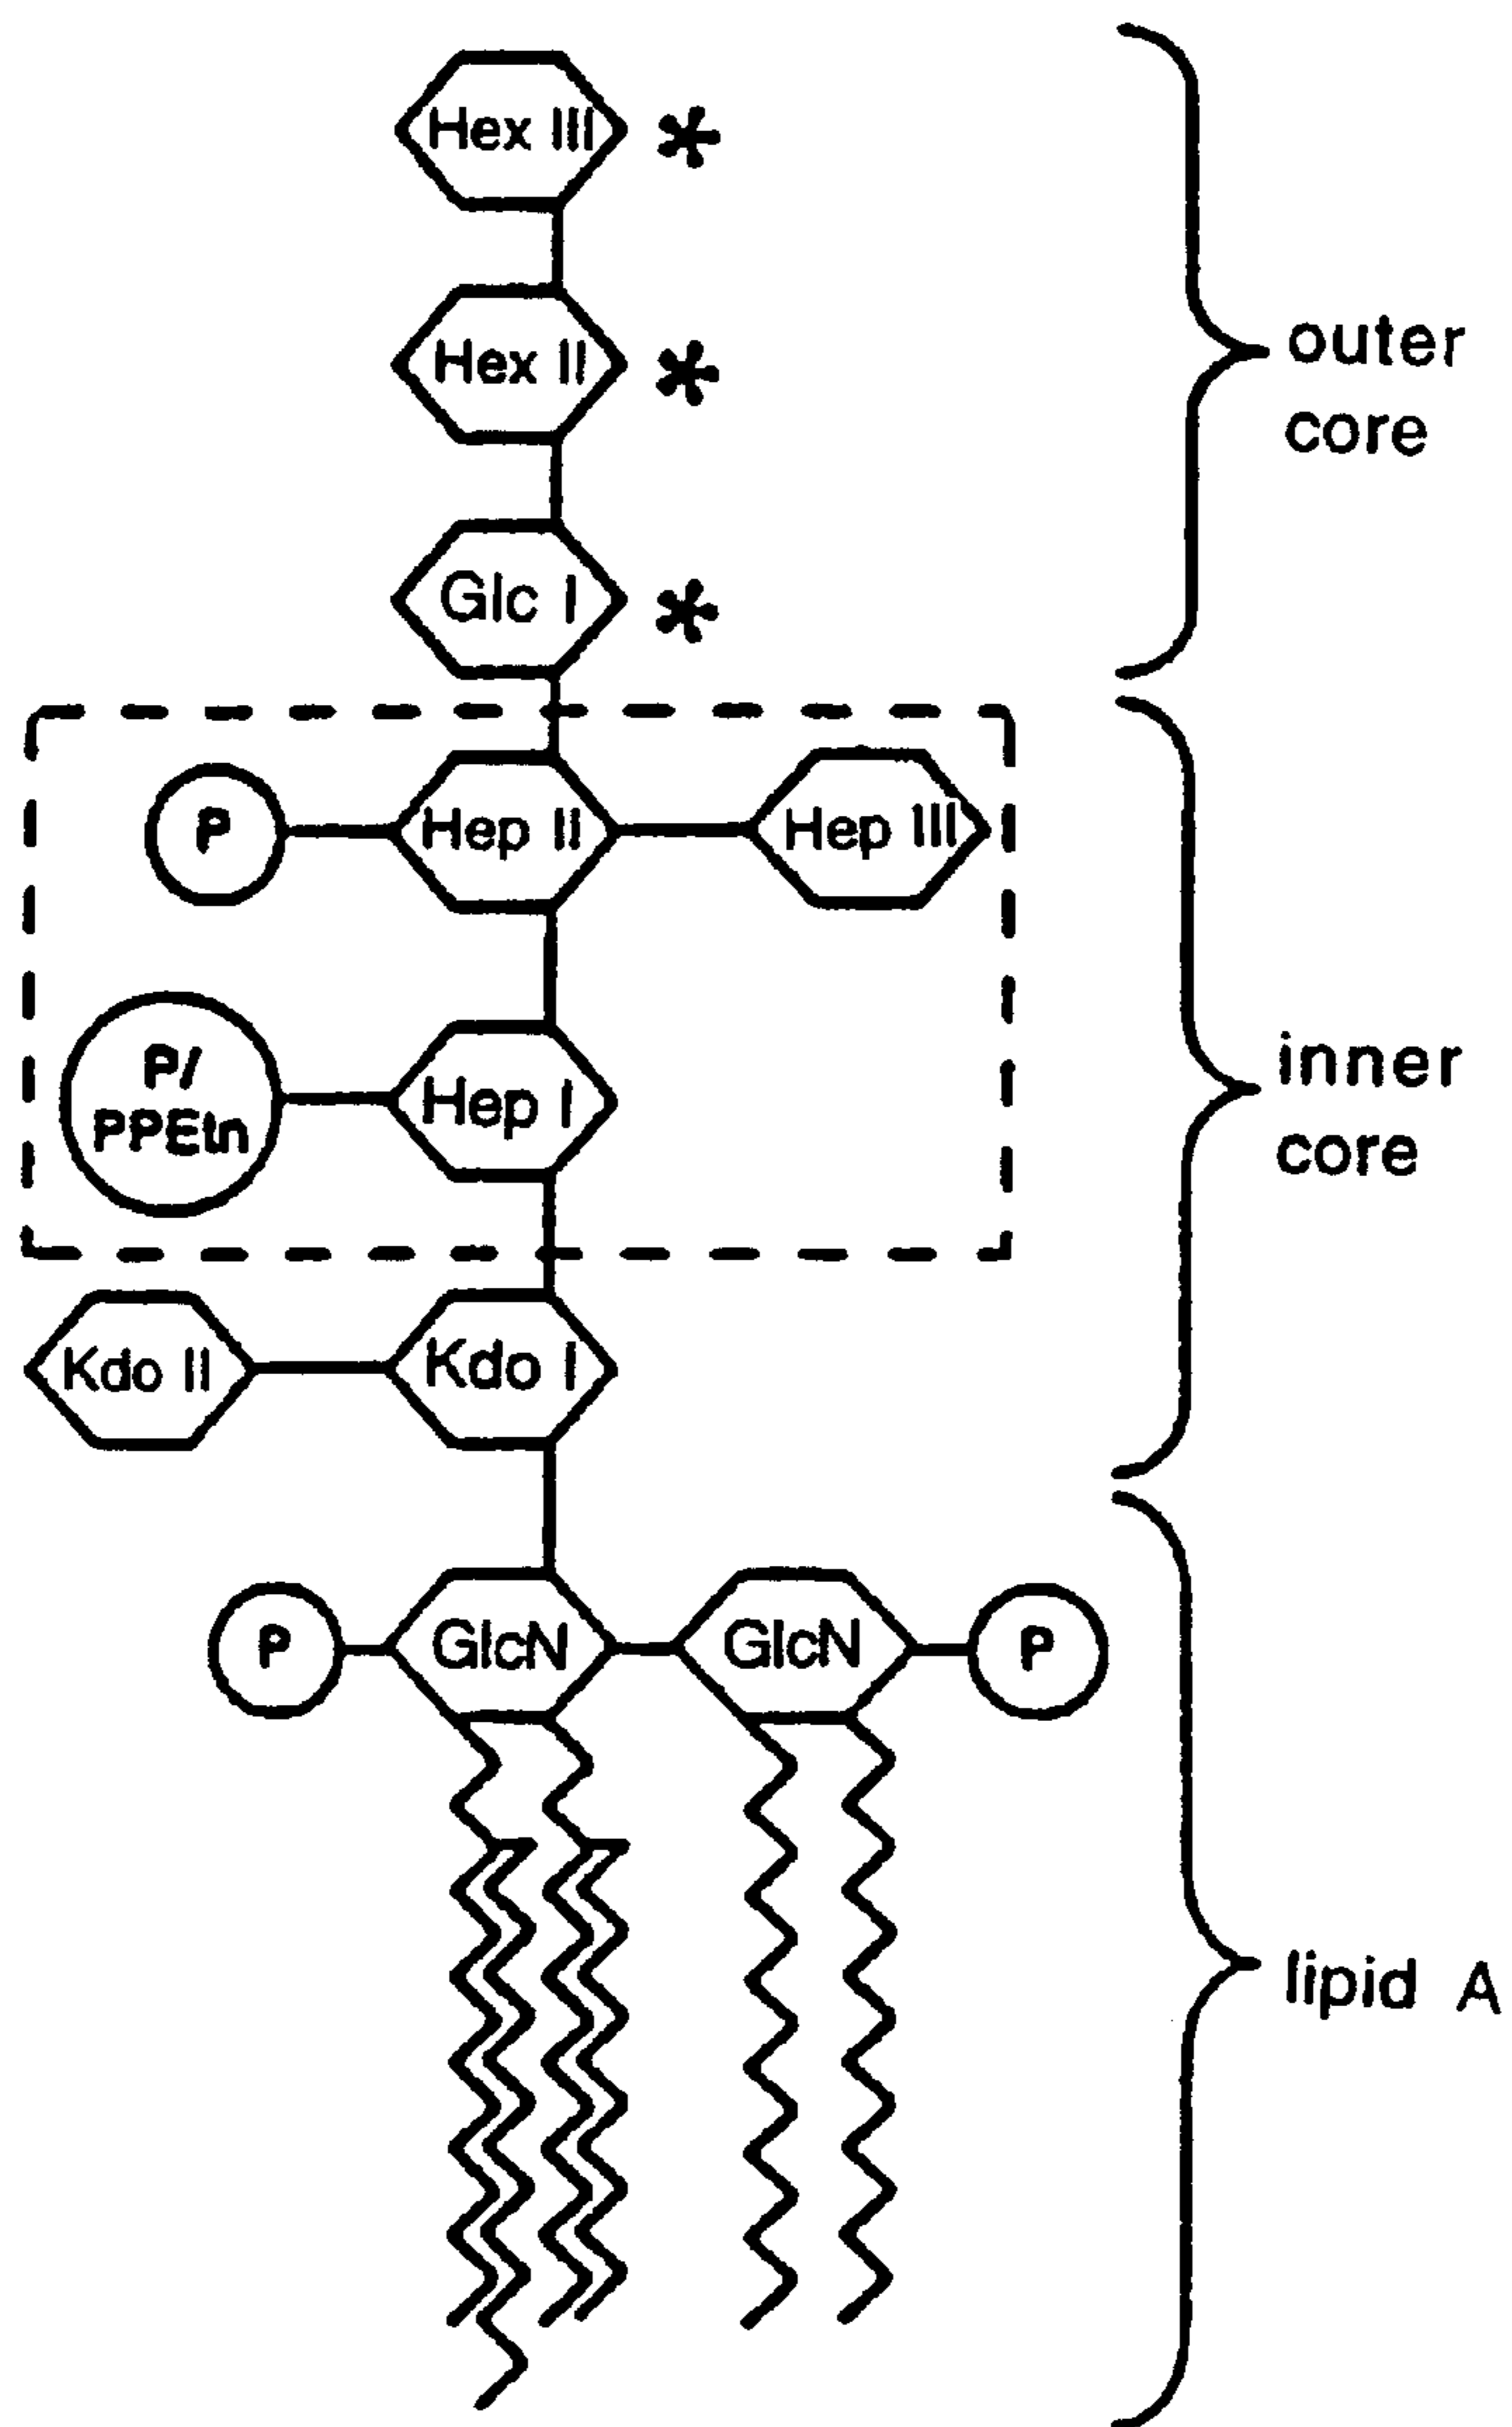 Hex III *
Hex II *
outer
core
Glc I *
P
Hep II
Hep III
P/
PPEtn
Hep I
inner
core
Kdo II
Kdo I
P
GlcN
GlcN
P
lipid A